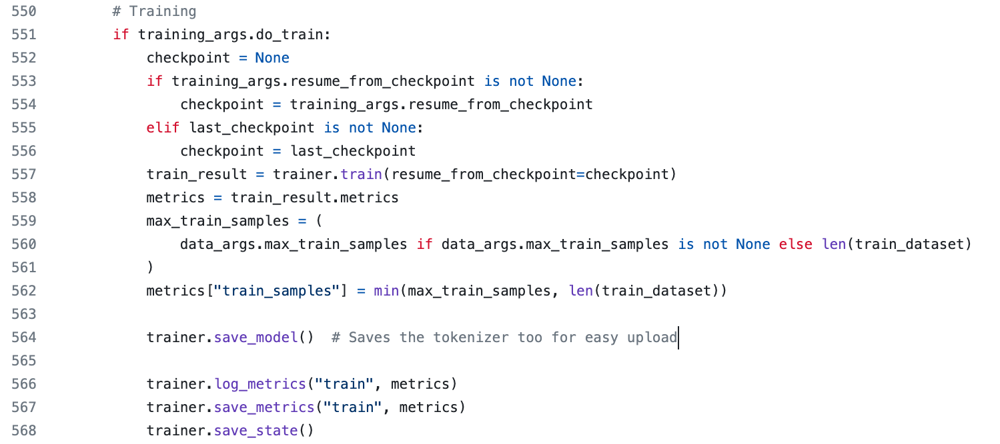 550 # Training
551 if training_args.do_train:
552 checkpoint = None
553 if training_args.resume_from_checkpoint is not None:
554 checkpoint = training_args.resume_from_checkpoint
555 elif last_checkpoint is not None:
556 checkpoint = last_checkpoint
557 train_result = trainer.train(resume_from_checkpoint=checkpoint)
558 metrics = train_result.metrics
559 max_train_samples = (
560 data_args.max_train_samples if data_args.max_train_samples is not None else len(train_dataset)
561 )
562 metrics["train_samples"] = min(max_train_samples, len(train_dataset))
563
564 trainer.save_model()  # Saves the tokenizer too for easy upload
565
566 trainer.log_metrics("train", metrics)
567 trainer.save_metrics("train", metrics)
568 trainer.save_state()